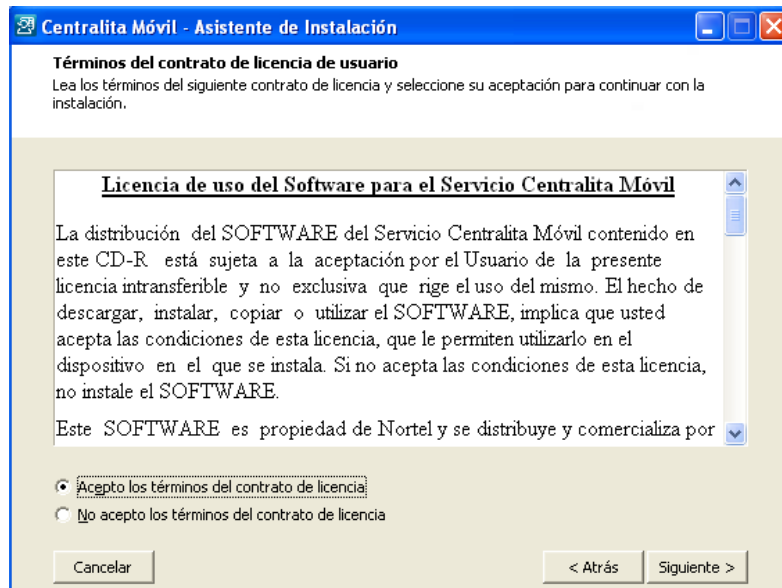 Centralita Móvil - Asistente de Instalación
Términos del contrato de licencia de usuario
Lea los términos del siguiente contrato de licencia y seleccione su aceptación para continuar con la
instalación.
Licencia de uso del Software para el Servicio Centralita Móvil
La distribución del SOFTWARE del Servicio Centralita Móvil contenido en
este CD-R está sujeta a la aceptación por el Usuario de la presente
licencia intransferible y no exclusiva que rige el uso del mismo. El hecho de
descargar, instalar, copiar o utilizar el SOFTWARE, implica que usted
acepta las condiciones de esta licencia, que le permiten utilizarlo en el
dispositivo en el que se instala. Si no acepta las condiciones de esta licencia,
no instale el SOFTWARE.
Este SOFTWARE es propiedad de Nortel y se distribuye y comercializa por
Acepto los términos del contrato de licencia
No acepto los términos del contrato de licencia
Cancelar
< Atrás
Siguiente >